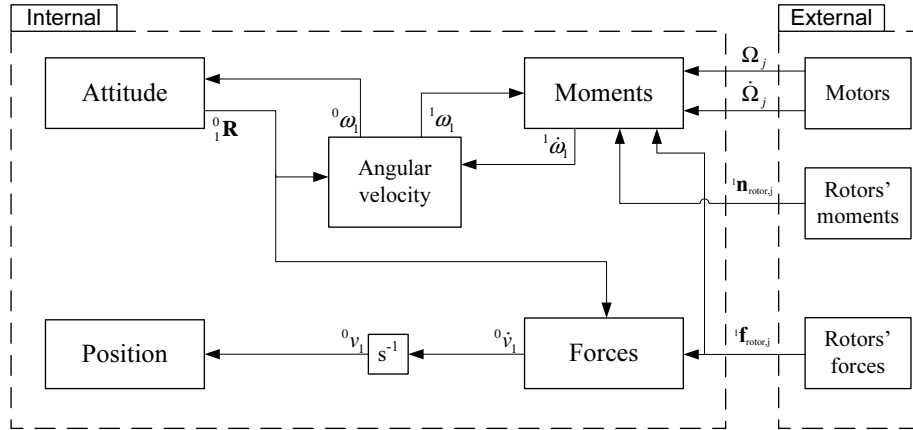 Internal
External
Attitude
Moments
Motors
Ω_j
Ω̇_j
⁰₁R
⁰ω₁
¹ω₁
¹ω̇₁
Angular
velocity
¹n_rotor,j
Rotors’
moments
Position
⁰v₁
s⁻¹
⁰v̇₁
Forces
¹f_rotor,j
Rotors’
forces